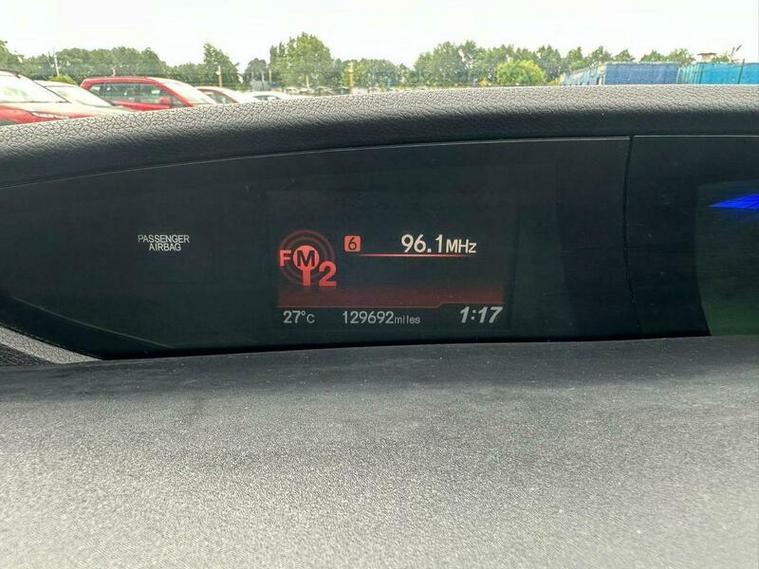 PASSENGER
AIRBAG
FM2
6
96.1MHz
27°C 129692miles 1:17